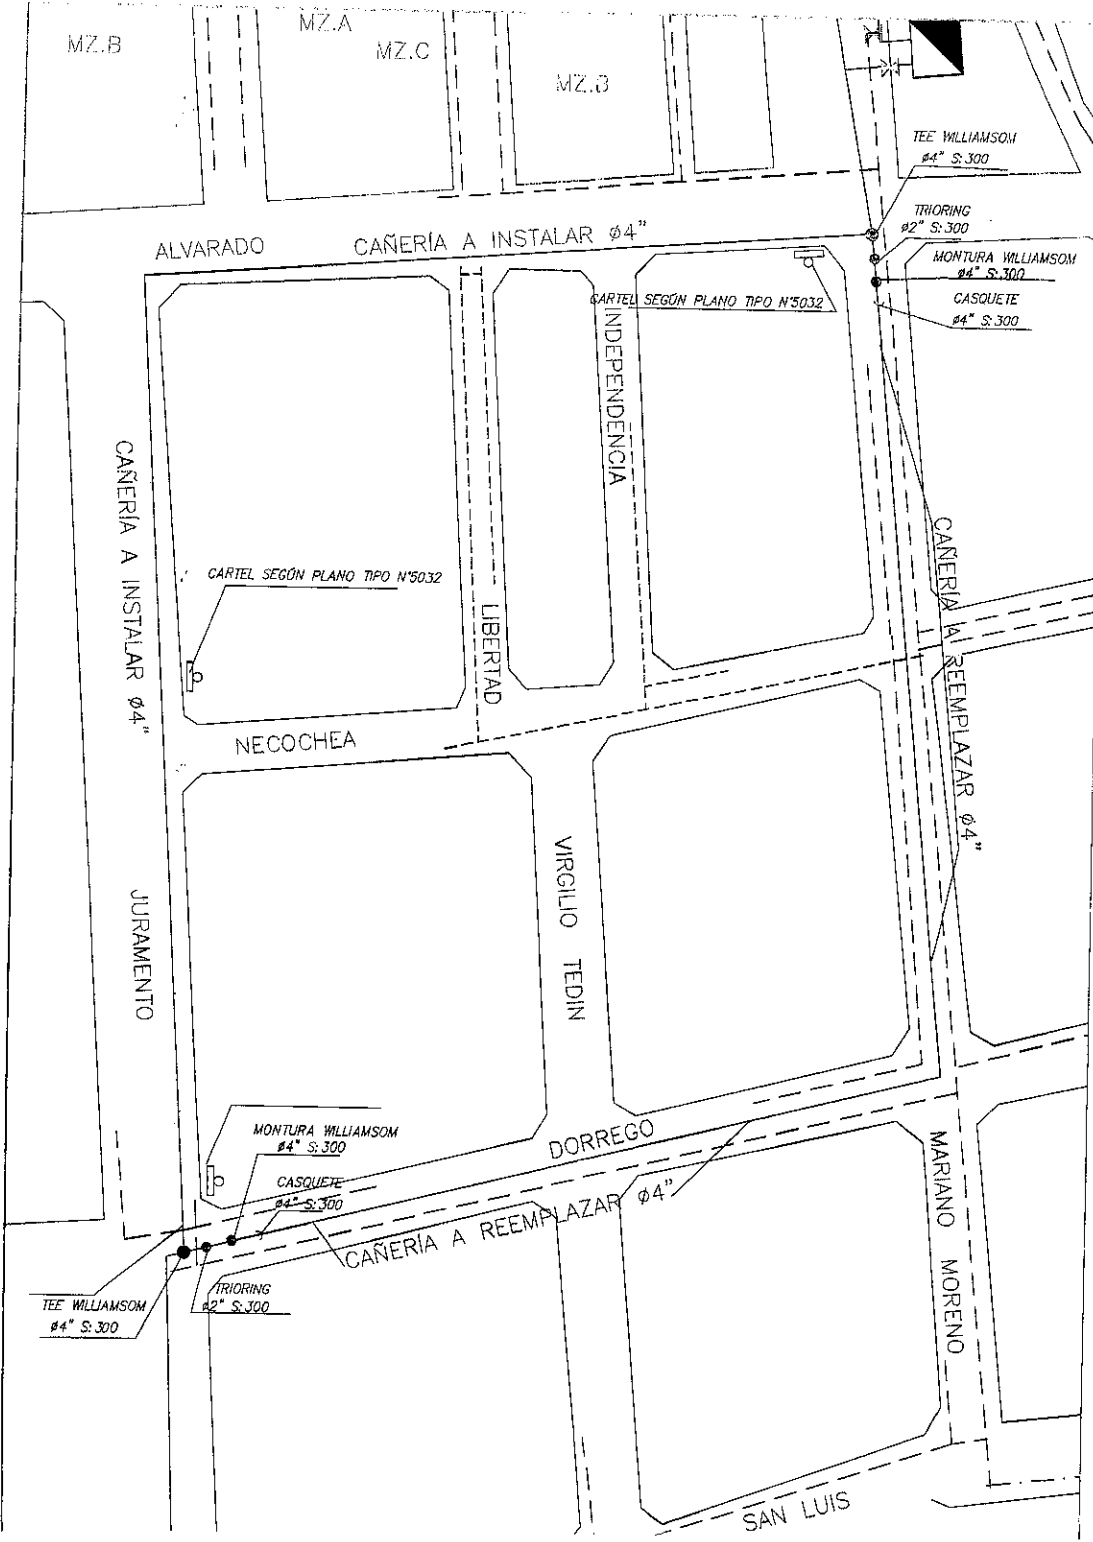 MZ.B
MZ.A
MZ.C
MZ.B
TEE WILLIAMSOM
ø4" S:300
TRIORING
ø2" S:300
MONTURA WILLIAMSOM
ø4" S:300
CASQUETE
ø4" S:300
ALVARADO
CAÑERÍA A INSTALAR ø4"
CARTEL SEGÚN PLANO TIPO N°5032
INDEPENDENCIA
CAÑERÍA A INSTALAR ø4"
CARTEL SEGÚN PLANO TIPO N°5032
LIBERTAD
CAÑERÍA A REEMPLAZAR ø4"
NECOCHEA
VIRGILIO TEDIN
JURAMENTO
MONTURA WILLIAMSOM
ø4" S:300
CASQUETE
ø4" S:300
DORREGO
CAÑERÍA A REEMPLAZAR ø4"
MARIANO MORENO
TRIORING
ø2" S:300
TEE WILLIAMSOM
ø4" S:300
SAN LUIS